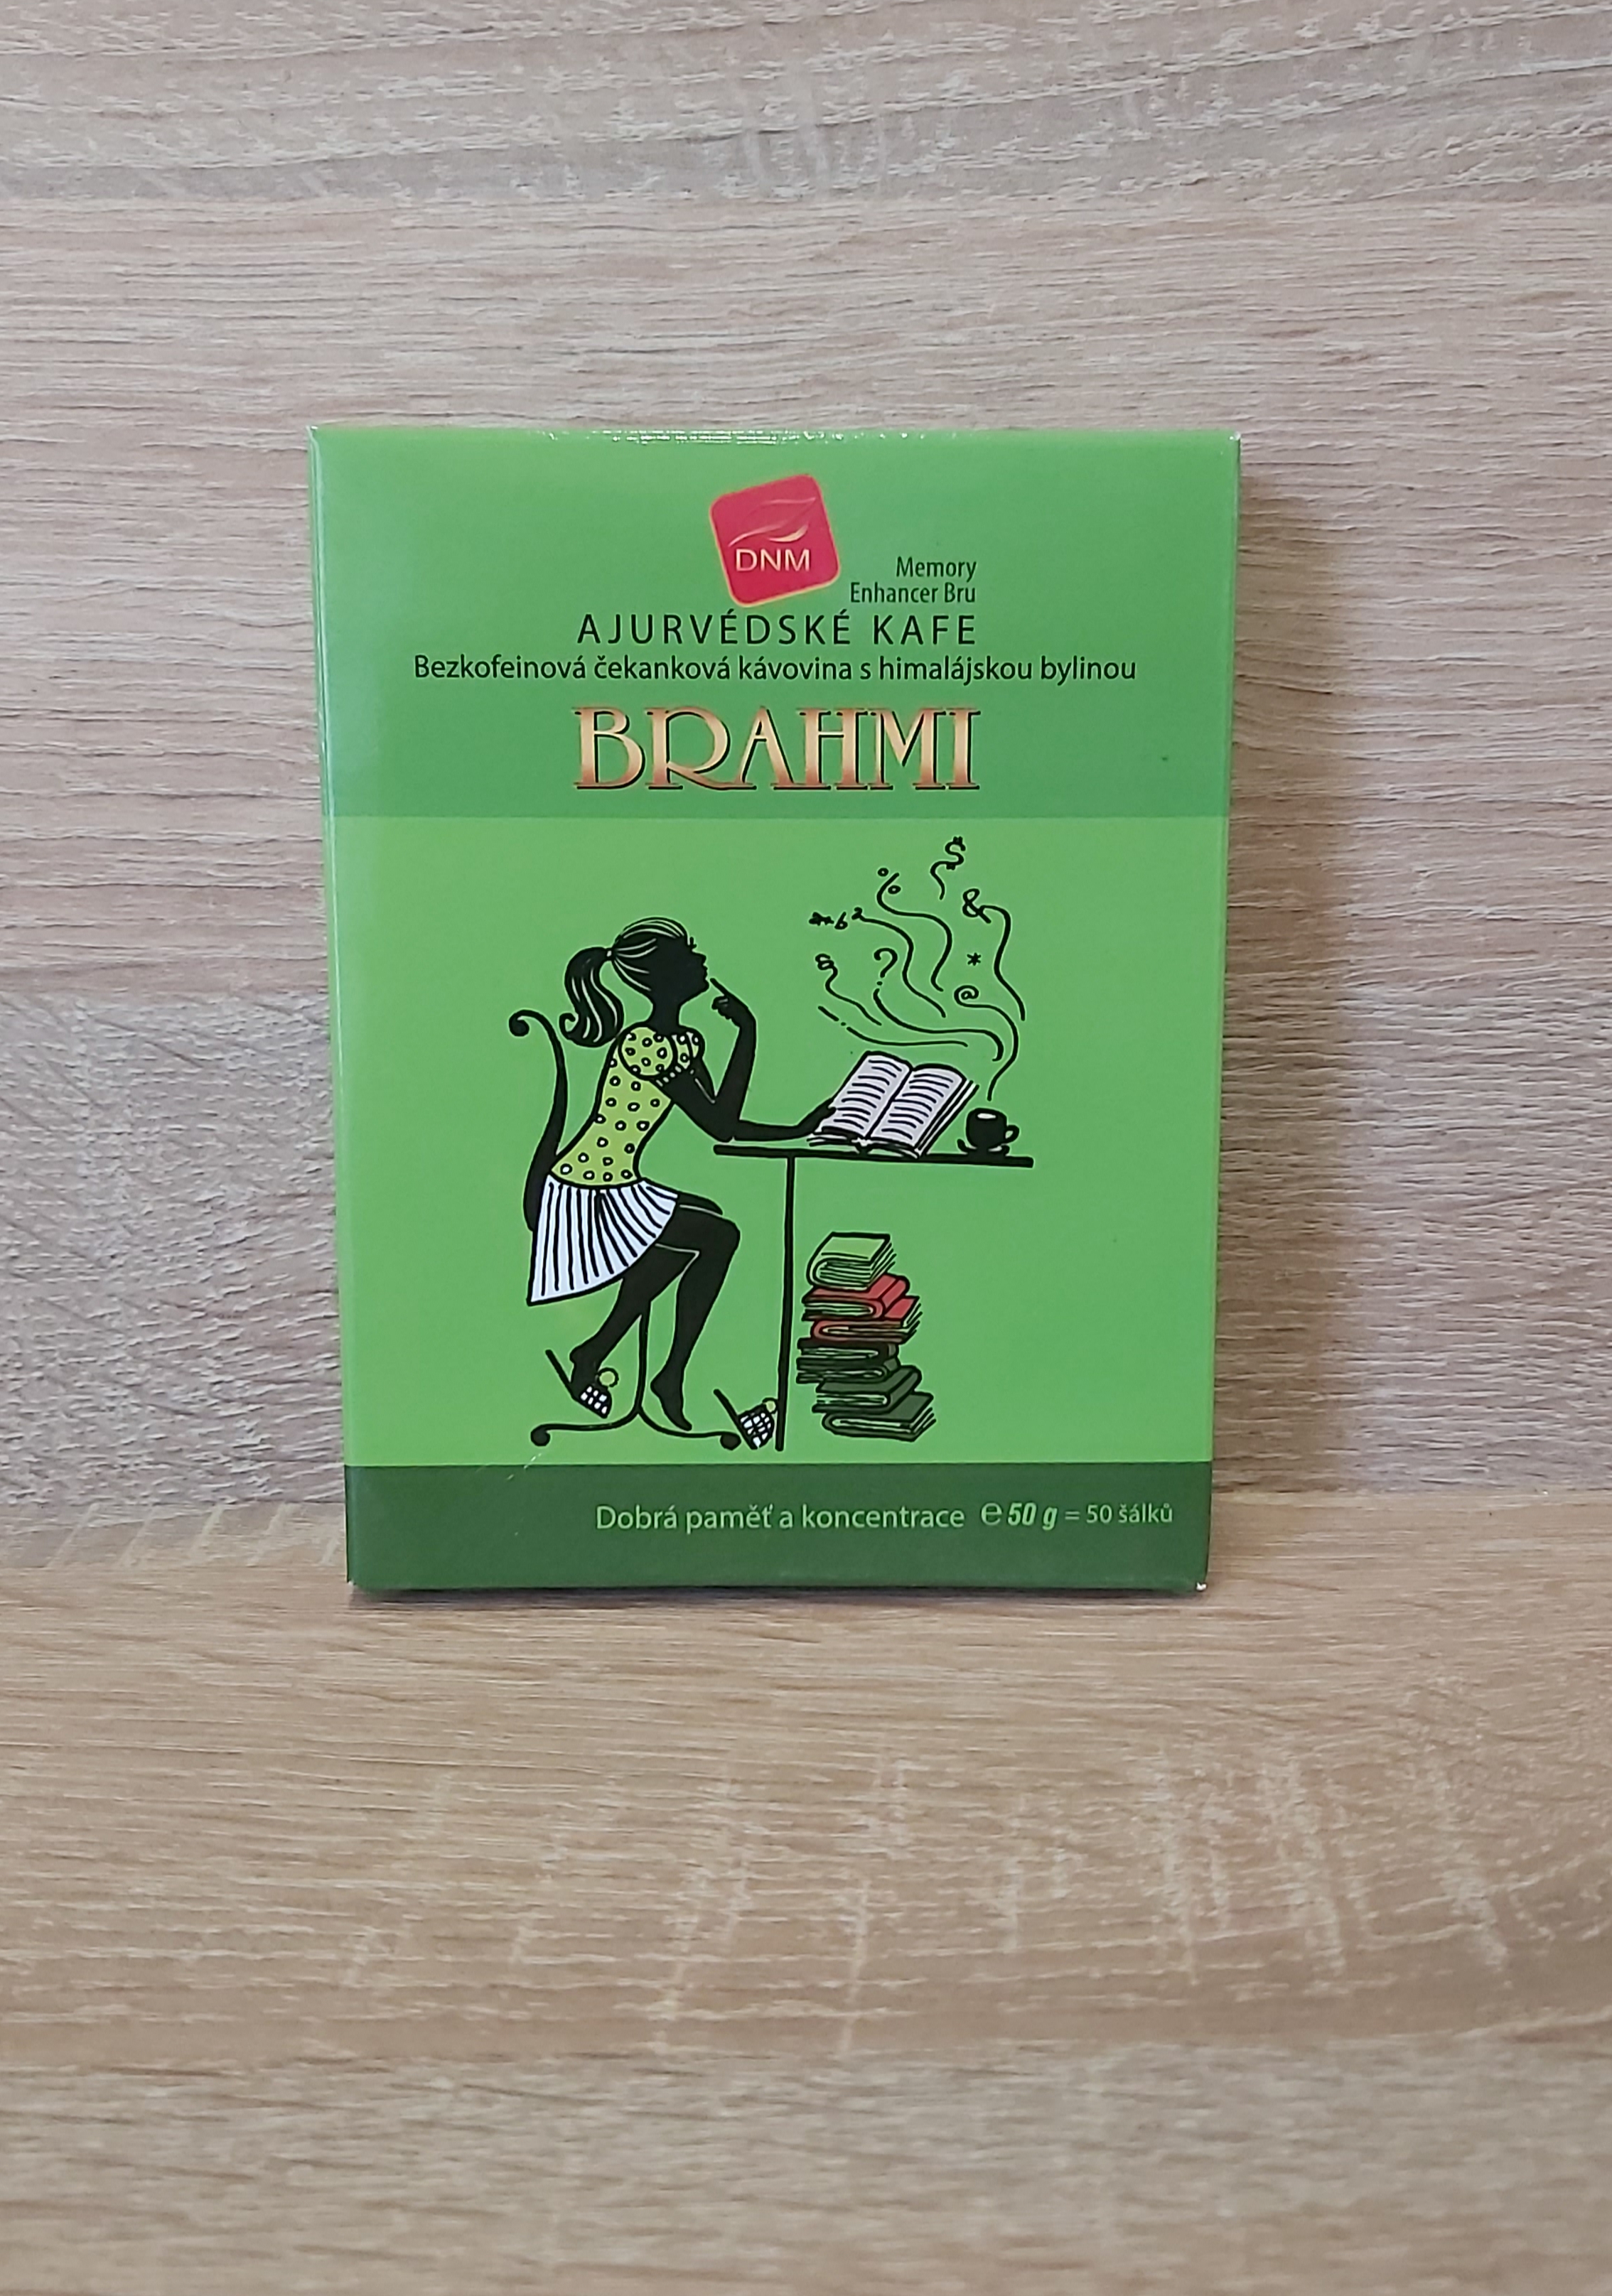 DNM
Memory
Enhancer Bru
AJURVÉDSKÉ KAFE
Bezkofeinová čekanková kávovina s himalájskou bylinou
BRAHMI
$
%
&
?
*
@
Dobrá paměť a koncentrace ℮ 50 g = 50 šálků